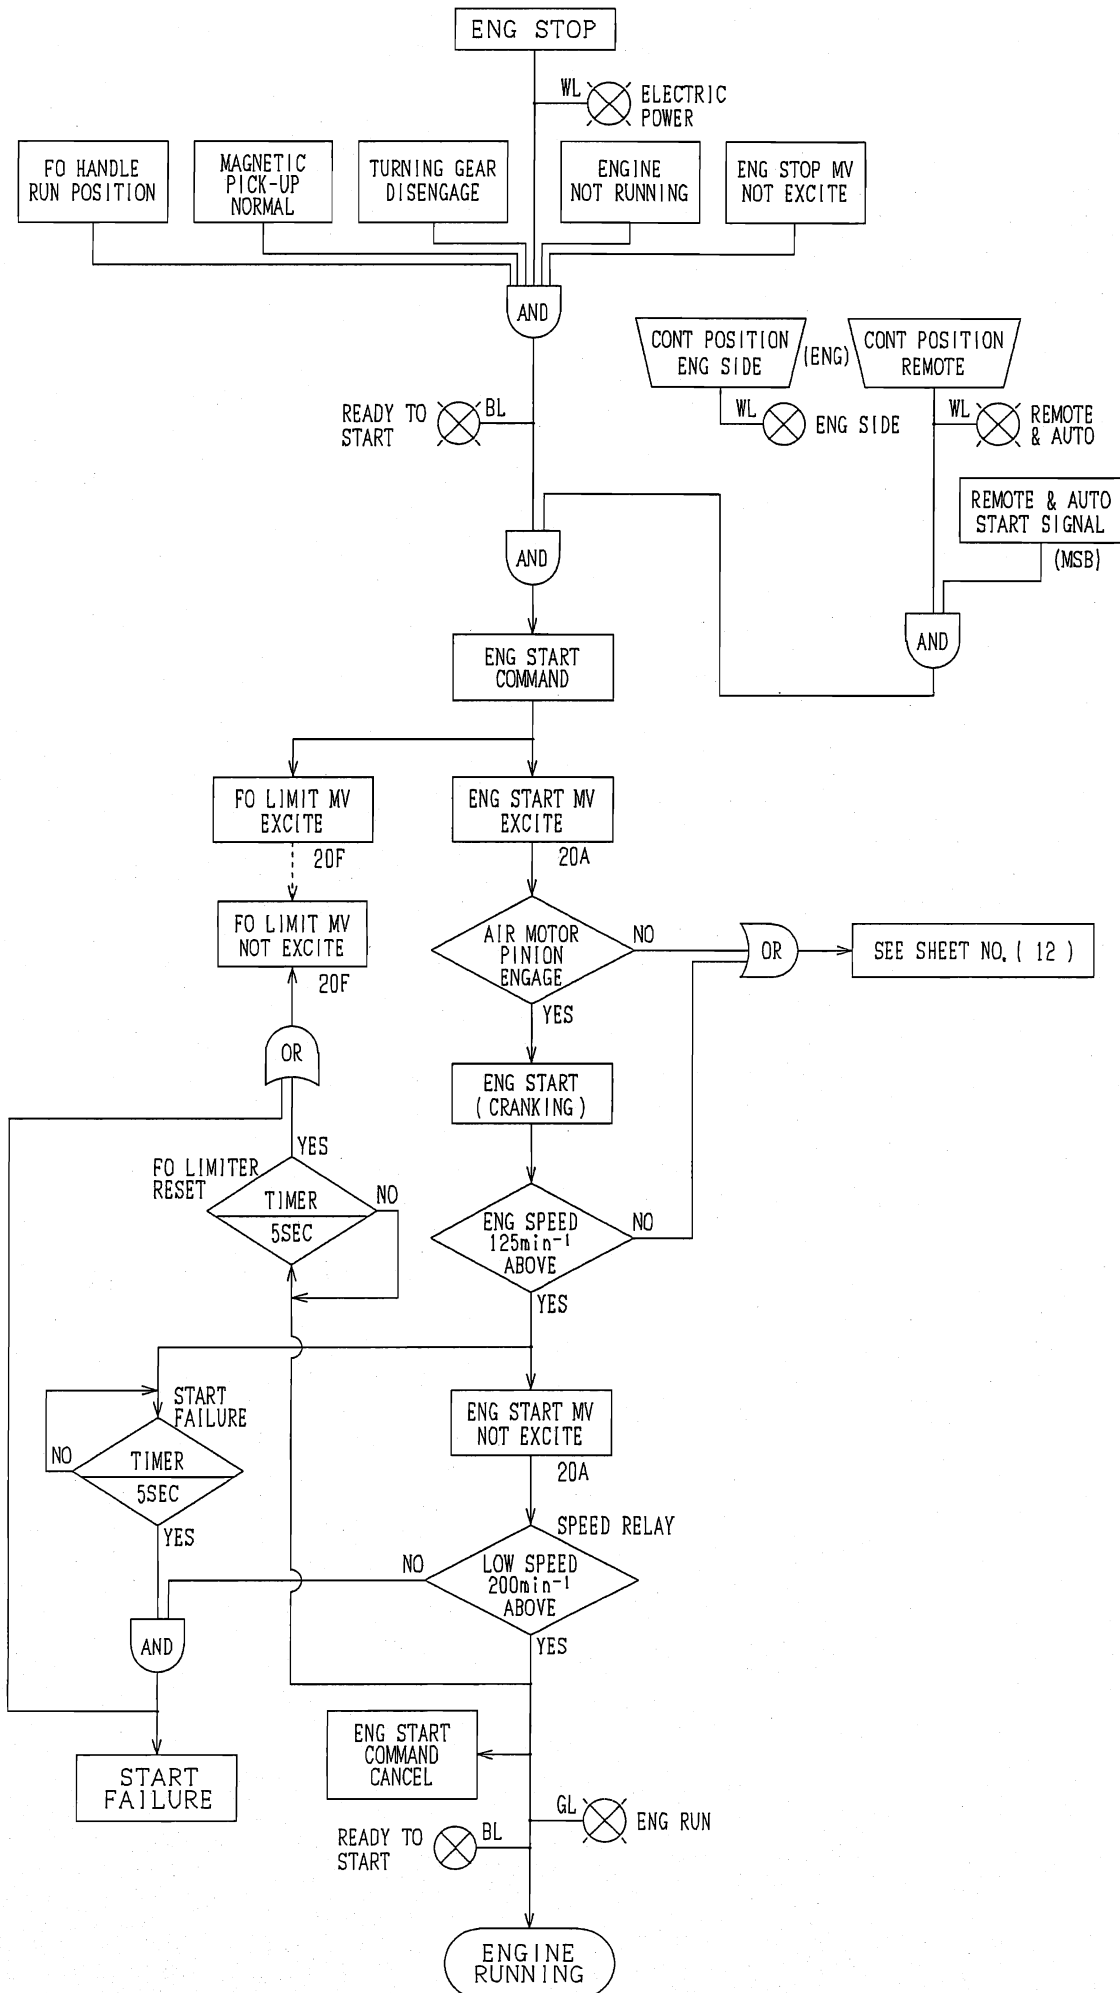 ENG STOP
WL
ELECTRIC
POWER
FO HANDLE
RUN POSITION
MAGNETIC
PICK-UP
NORMAL
TURNING GEAR
DISENGAGE
ENGINE
NOT RUNNING
ENG STOP MV
NOT EXCITE
AND
CONT POSITION
ENG SIDE
(ENG)
CONT POSITION
REMOTE
READY TO
START
BL
WL
ENG SIDE
WL
REMOTE
& AUTO
REMOTE & AUTO
START SIGNAL
(MSB)
AND
AND
ENG START
COMMAND
FO LIMIT MV
EXCITE
20F
ENG START MV
EXCITE
20A
FO LIMIT MV
NOT EXCITE
20F
AIR MOTOR
PINION
ENGAGE
NO
YES
OR
SEE SHEET NO. ( 12 )
OR
ENG START
( CRANKING )
YES
FO LIMITER
RESET
TIMER
5SEC
NO
ENG SPEED
125min⁻¹
ABOVE
NO
YES
START
FAILURE
NO
TIMER
5SEC
YES
ENG START MV
NOT EXCITE
20A
SPEED RELAY
NO
LOW SPEED
200min⁻¹
ABOVE
YES
AND
START
FAILURE
ENG START
COMMAND
CANCEL
GL
ENG RUN
READY TO
START
BL
ENGINE
RUNNING